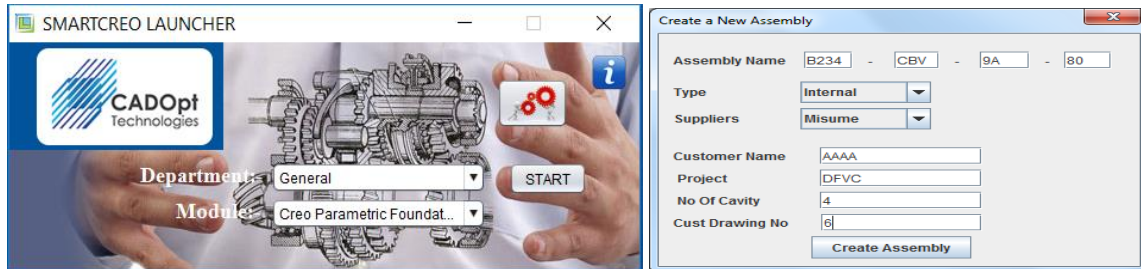 SMARTCREO LAUNCHER
CADOpt
Technologies
i
Department:-
General
START
Module:-
Creo Parametric Foundat...
Create a New Assembly
Assembly Name B234 - CBV - 9A - 80
Type Internal
Suppliers Misume
Customer Name AAAA
Project DFVC
No Of Cavity 4
Cust Drawing No 6
Create Assembly